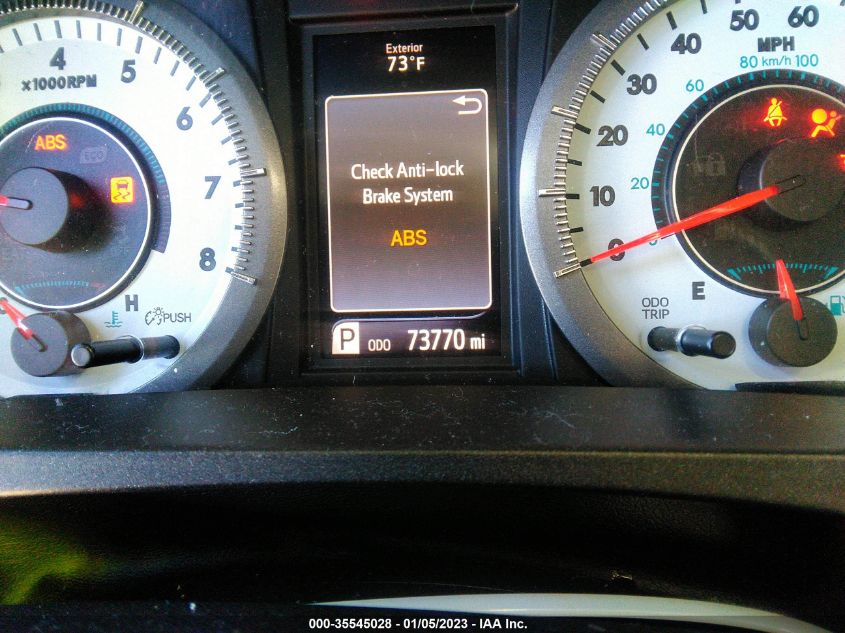 4
5
6
7
8
x1000RPM
ABS
ECO
H
PUSH
Exterior
73°F
Check Anti-lock
Brake System
ABS
P ODO 73770 mi
0
10
20
30
40
50
60
MPH
80 km/h 100
60
40
20
ODO
TRIP
E
000-35545028 - 01/05/2023 - IAA Inc.